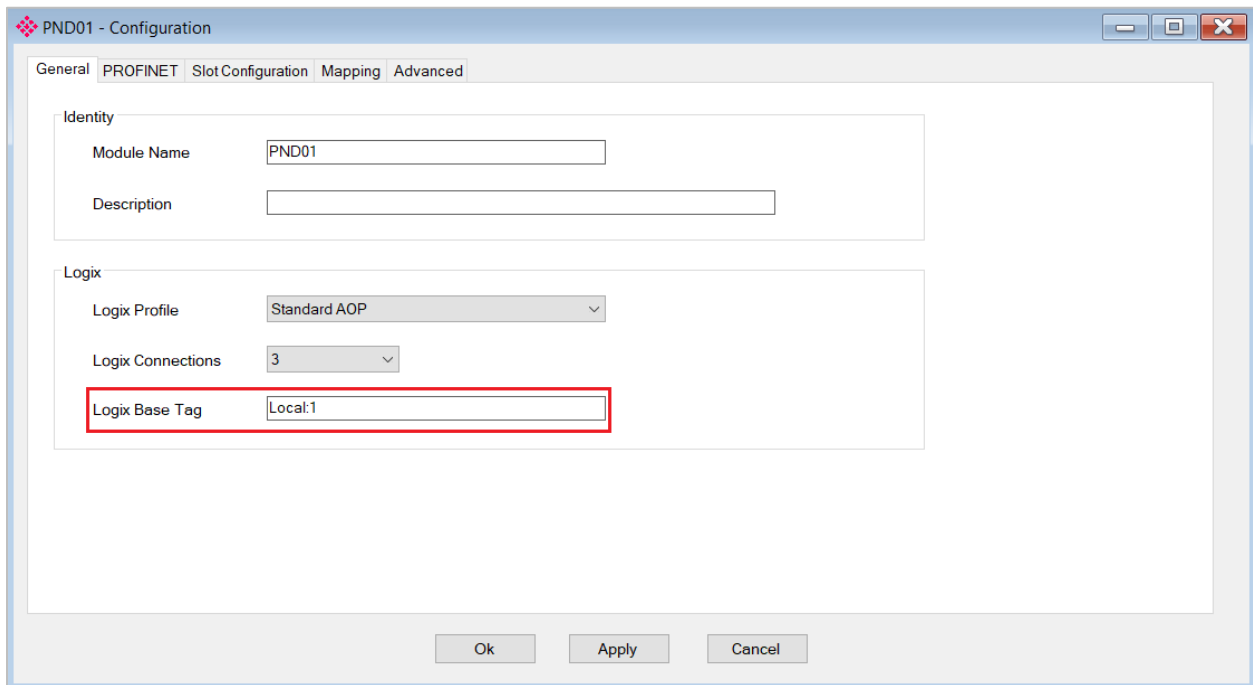 PND01 - Configuration
General PROFINET Slot Configuration Mapping Advanced
Identity
Module Name PND01
Description
Logix
Logix Profile Standard AOP
Logix Connections 3
Logix Base Tag Local:1
Ok Apply Cancel